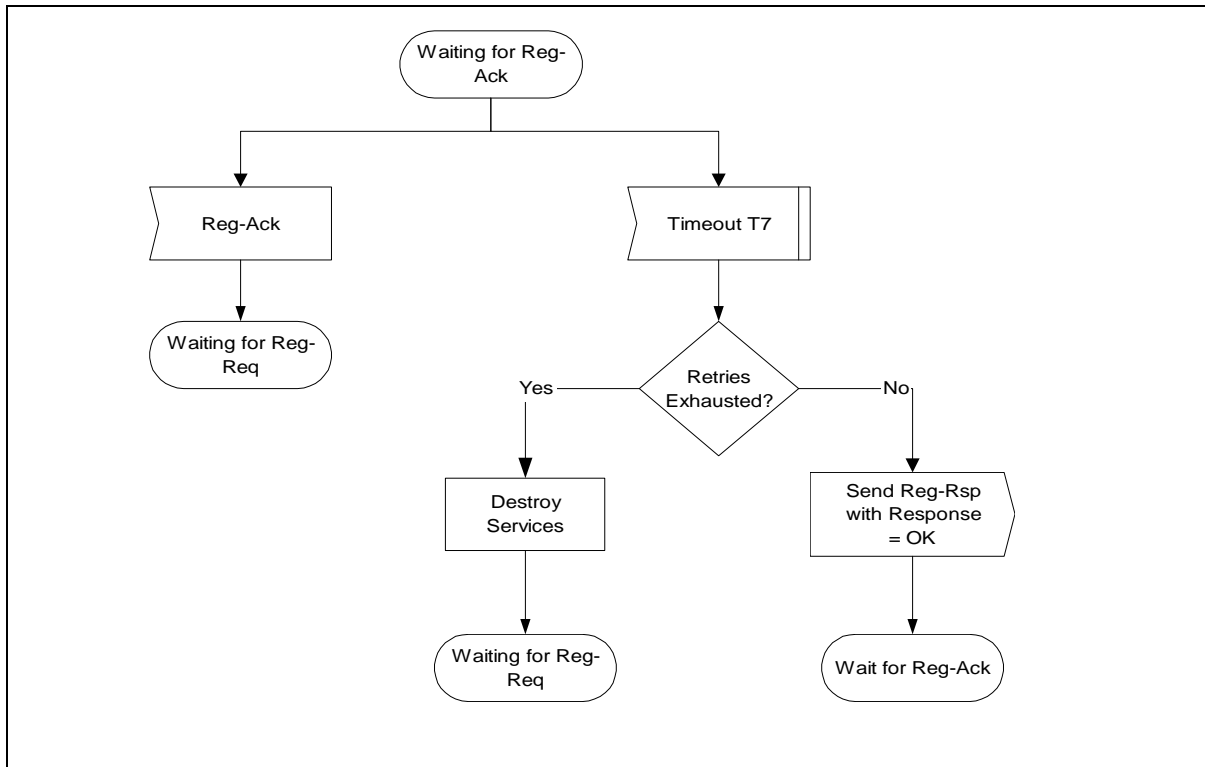 Waiting for Reg-
Ack
Reg-Ack
Timeout T7
Waiting for Reg-
Req
Retries
Exhausted?
Yes
No
Destroy
Services
Send Reg-Rsp
with Response
= OK
Waiting for Reg-
Req
Wait for Reg-Ack